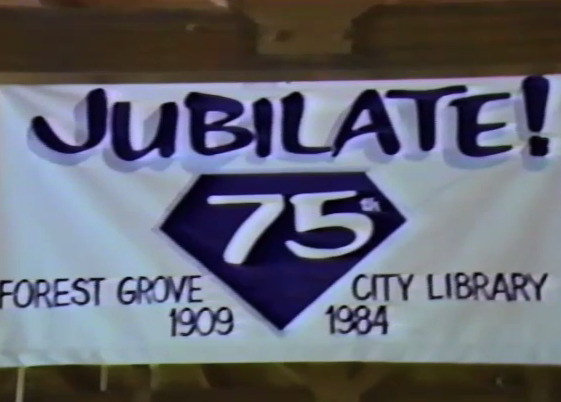 JUBILATE!
75th
FOREST GROVE CITY LIBRARY
1909 1984